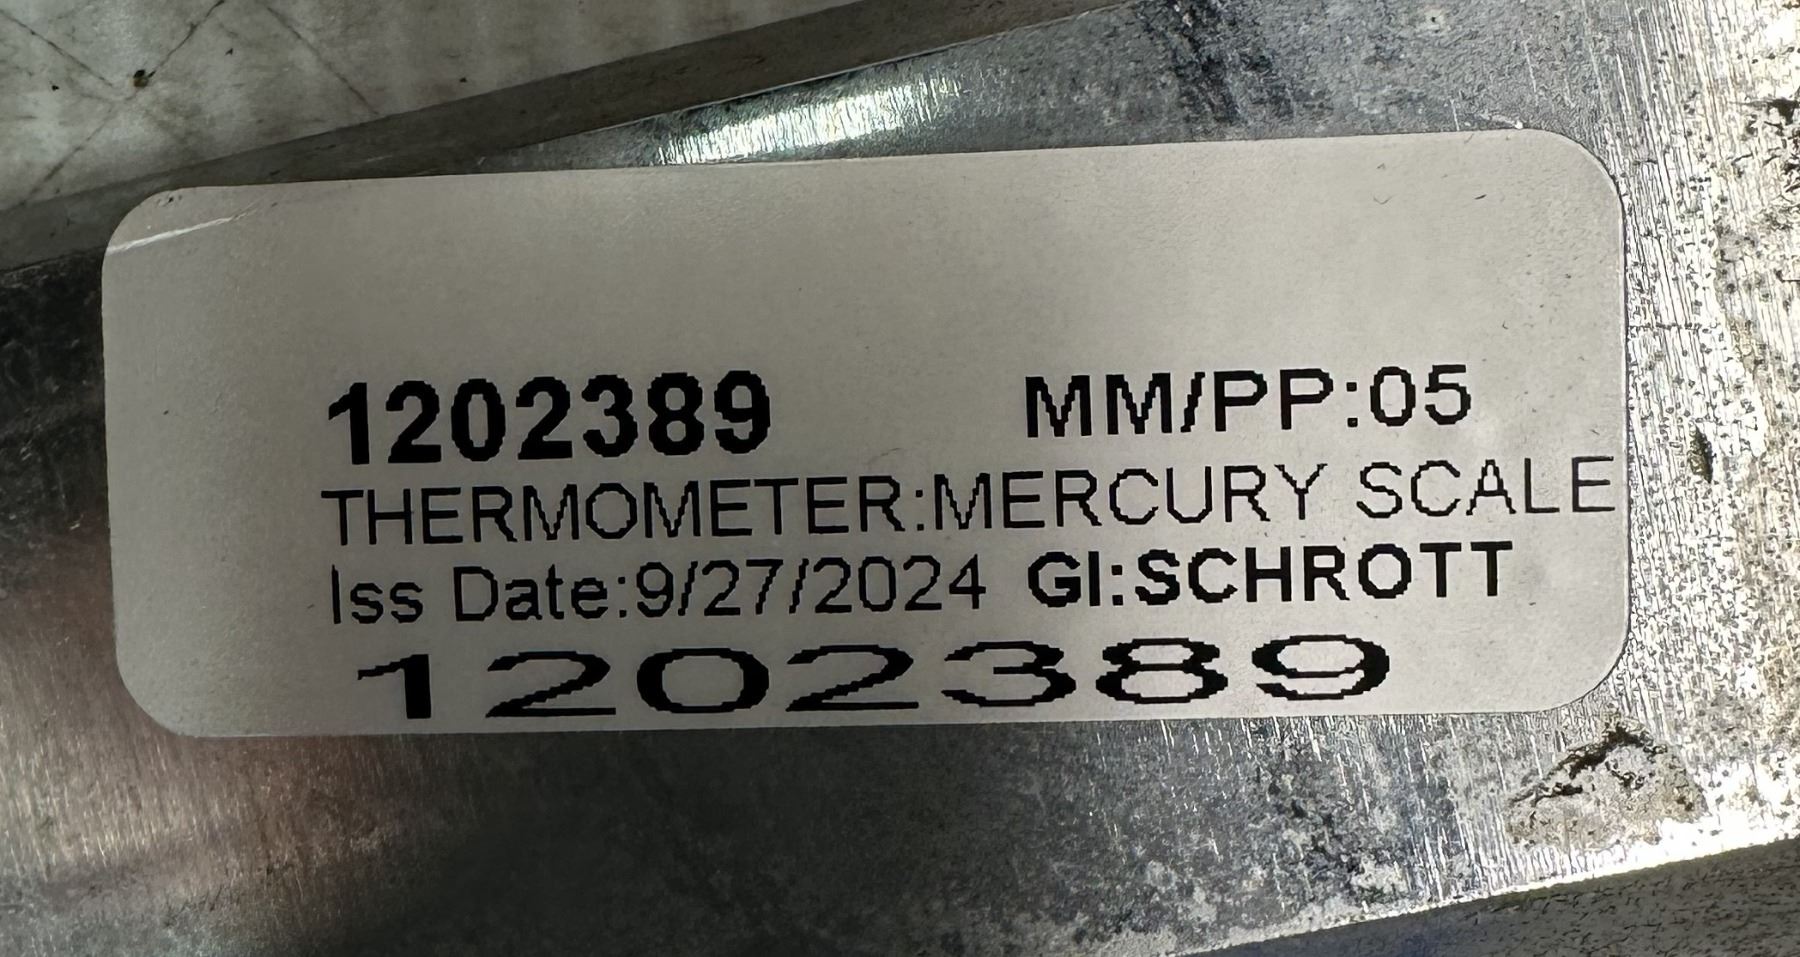 1202389 MM/PP:05
THERMOMETER:MERCURY SCALE
Iss Date:9/27/2024 GI:SCHROTT
1202389